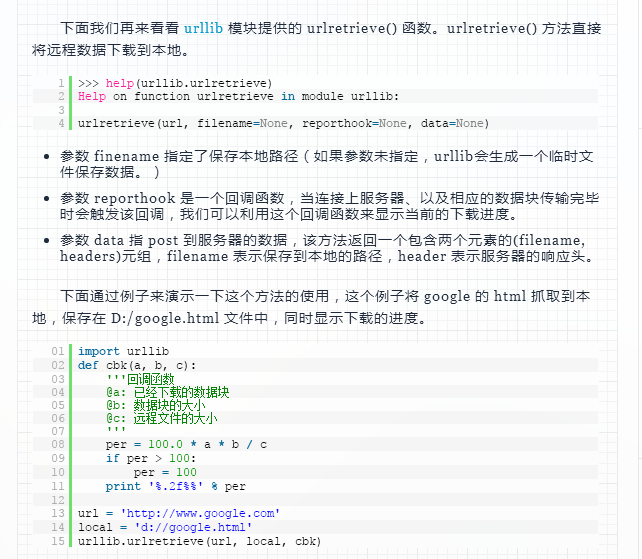 下面我们再来看看 urllib 模块提供的 urlretrieve() 函数。urlretrieve() 方法直接
将远程数据下载到本地。
1 >>> help(urllib.urlretrieve)
2 Help on function urlretrieve in module urllib:
3
4 urlretrieve(url, filename=None, reporthook=None, data=None)
• 参数 finename 指定了保存本地路径（如果参数未指定，urllib会生成一个临时文
件保存数据。）
• 参数 reporthook 是一个回调函数，当连接上服务器、以及相应的数据块传输完毕
时会触发该回调，我们可以利用这个回调函数来显示当前的下载进度。
• 参数 data 指 post 到服务器的数据，该方法返回一个包含两个元素的(filename,
headers)元组，filename 表示保存到本地的路径，header 表示服务器的响应头。
下面通过例子来演示一下这个方法的使用，这个例子将 google 的 html 抓取到本
地，保存在 D:/google.html 文件中，同时显示下载的进度。
01 import urllib
02 def cbk(a, b, c):
03     '''回调函数
04     @a: 已经下载的数据块
05     @b: 数据块的大小
06     @c: 远程文件的大小
07     '''
08     per = 100.0 * a * b / c
09     if per > 100:
10         per = 100
11     print '%.2f%%' % per
12
13 url = 'http://www.google.com'
14 local = 'd://google.html'
15 urllib.urlretrieve(url, local, cbk)